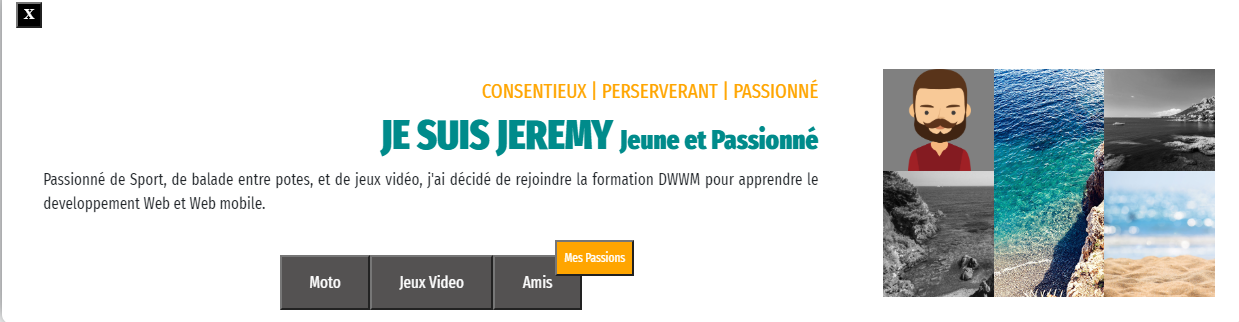 X
CONSENTIEUX | PERSERVERANT | PASSIONNÉ
JE SUIS JEREMY Jeune et Passionné
Passionné de Sport, de balade entre potes, et de jeux vidéo, j'ai décidé de rejoindre la formation DWWM pour apprendre le
developpement Web et Web mobile.
Mes Passions
Moto Jeux Video Amis